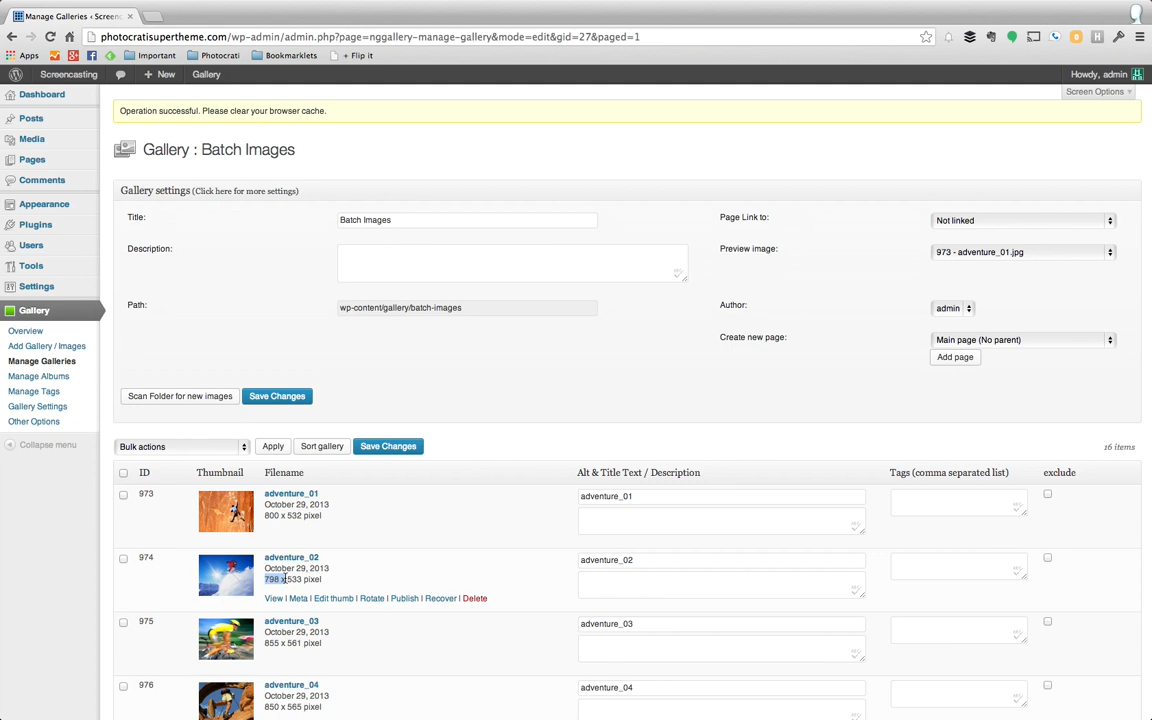 Manage Galleries ‹ Screenc
photocratisupertheme.com/wp-admin/admin.php?page=nggallery-manage-gallery&mode=edit&gid=27&paged=1
Apps Important Photocrati Bookmarklets + Flip it
Screencasting + New Gallery Howdy, admin
Screen Options
Dashboard
Posts
Media
Pages
Comments
Appearance
Plugins
Users
Tools
Settings
Gallery
Overview
Add Gallery / Images
Manage Galleries
Manage Albums
Manage Tags
Gallery Settings
Other Options
Collapse menu
Operation successful. Please clear your browser cache.
Gallery : Batch Images
Gallery settings (Click here for more settings)
Title: Batch Images Page Link to: Not linked
Description: Preview image: 973 - adventure_01.jpg
Path: wp-content/gallery/batch-images Author: admin
Create new page: Main page (No parent)
Add page
Scan Folder for new images Save Changes
Bulk actions Apply Sort gallery Save Changes 16 items
ID Thumbnail Filename Alt & Title Text / Description Tags (comma separated list) exclude
973 adventure_01 adventure_01
October 29, 2013
800 x 532 pixel
974 adventure_02 adventure_02
October 29, 2013
798 x 533 pixel
View | Meta | Edit thumb | Rotate | Publish | Recover | Delete
975 adventure_03 adventure_03
October 29, 2013
855 x 561 pixel
976 adventure_04 adventure_04
October 29, 2013
850 x 565 pixel